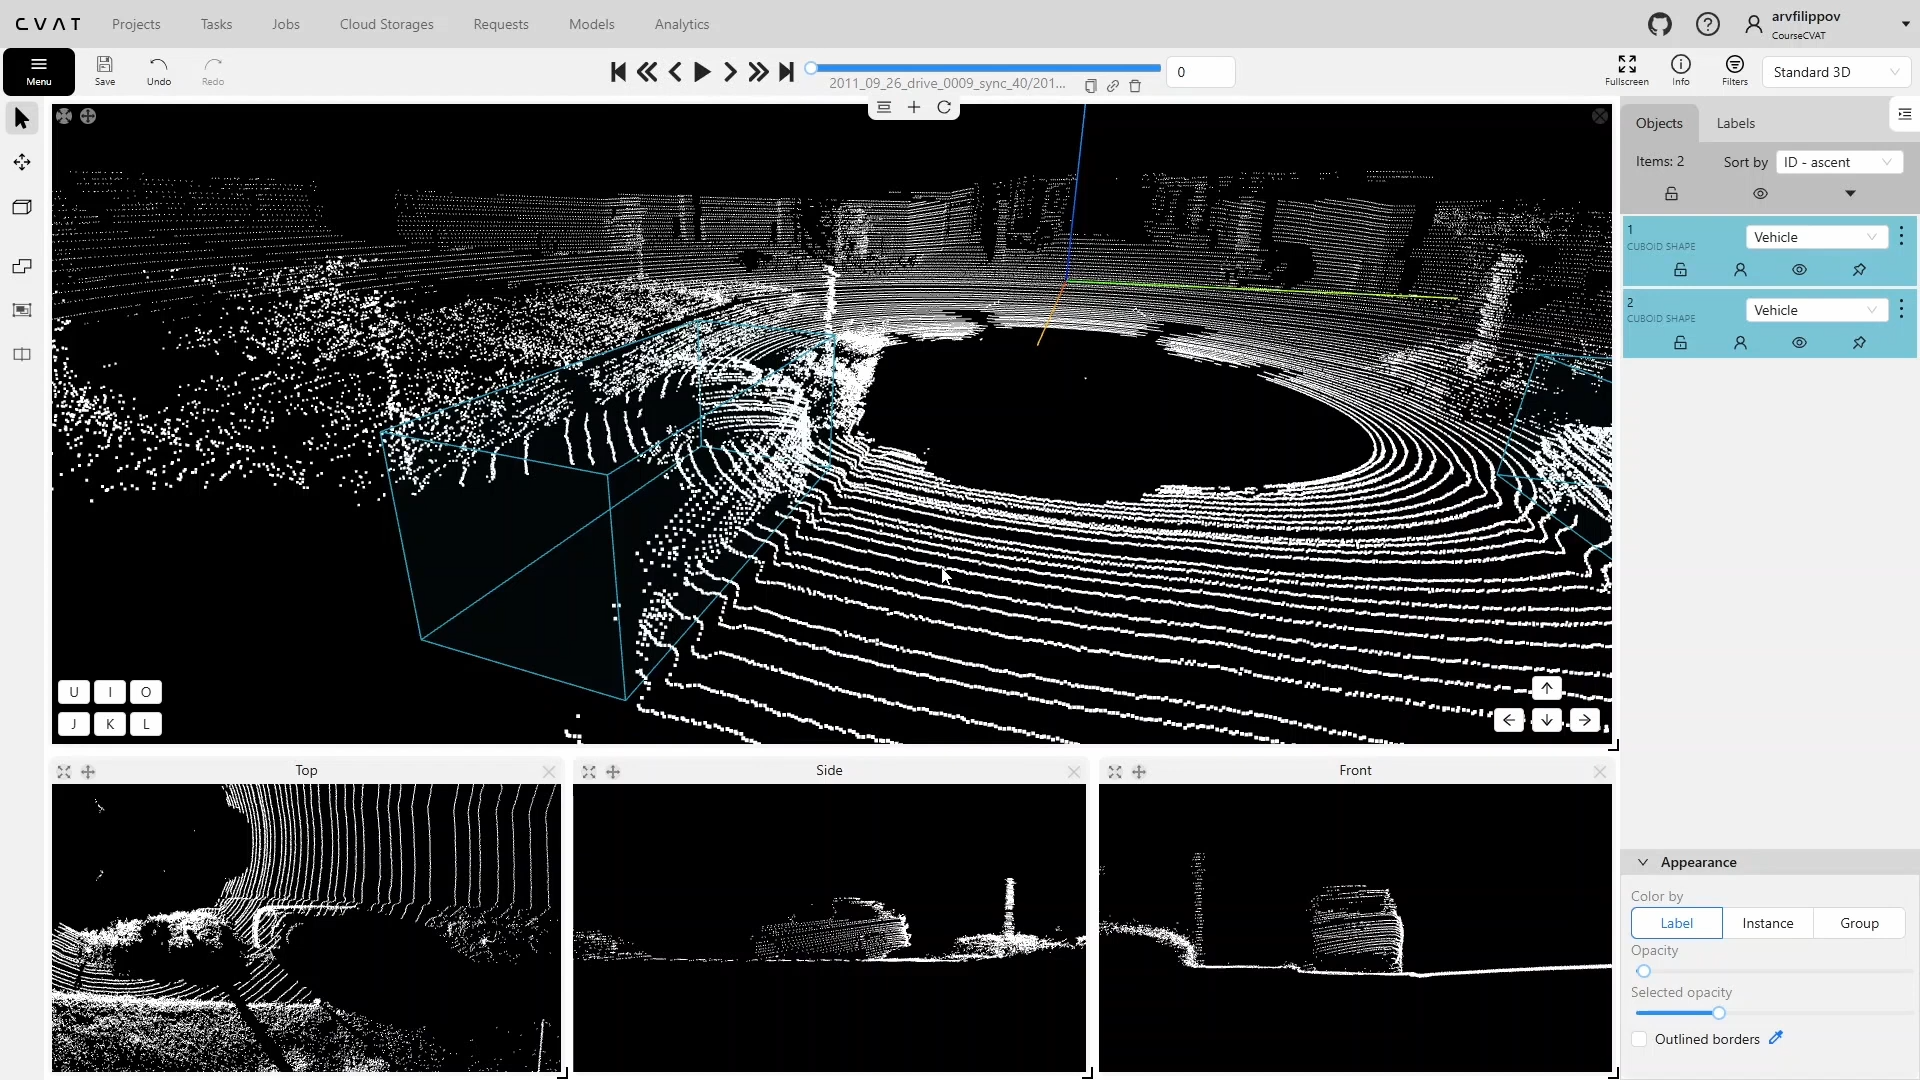 CVAT
Projects
Tasks
Jobs
Cloud Storages
Requests
Models
Analytics
arvfilippov
CourseCVAT
Menu
Save
Undo
Redo
2011_09_26_drive_0009_sync_40/201...
0
Fullscreen
Info
Filters
Standard 3D
Objects
Labels
Items: 2
Sort by
ID - ascent
1
CUBOID SHAPE
Vehicle
2
CUBOID SHAPE
Vehicle
U I O
J K L
Top
Side
Front
Appearance
Color by
Label
Instance
Group
Opacity
Selected opacity
Outlined borders